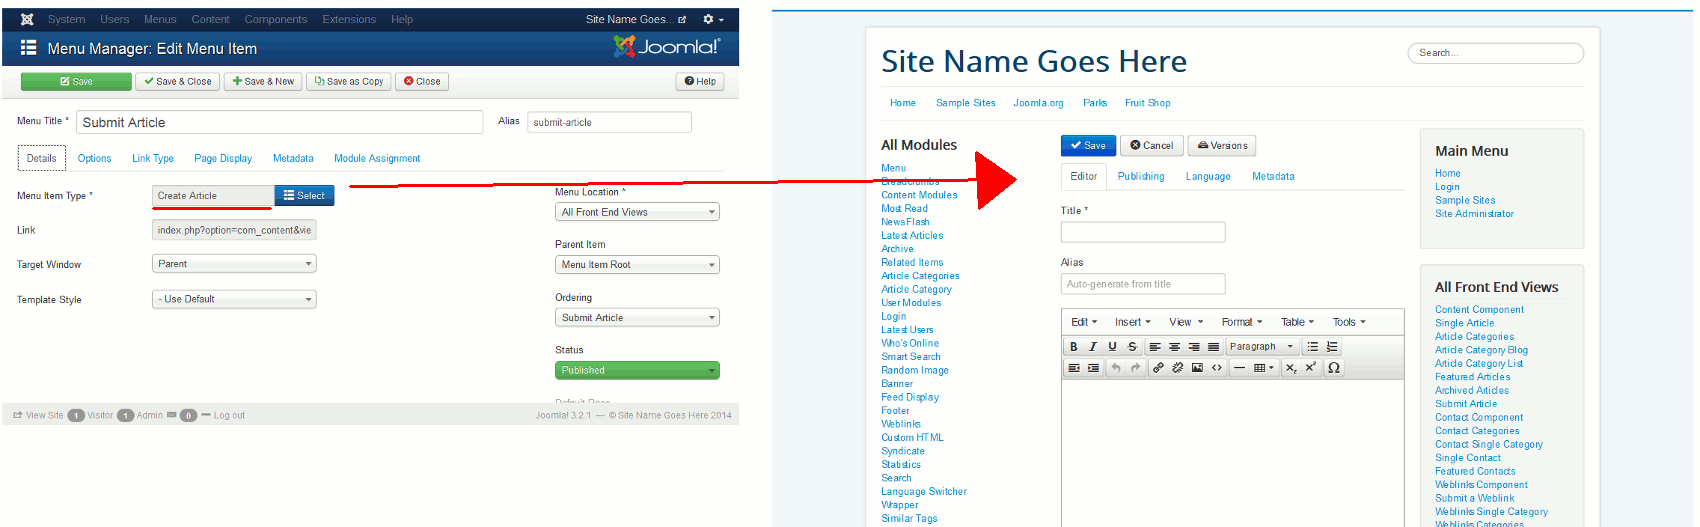 System Users Menus Content Components Extensions Help Site Name Goes...
Menu Manager: Edit Menu Item Joomla!®
Save Save & Close Save & New Save as Copy Close Help
Menu Title * Submit Article Alias submit-article
Details Options Link Type Page Display Metadata Module Assignment
Menu Item Type * Create Article Select
Link index.php?option=com_content&vie
Target Window Parent
Template Style - Use Default
Menu Location *
All Front End Views
Parent Item
Menu Item Root
Ordering
Submit Article
Status
Published
Default Page
View Site 1 Visitor 1 Admin 0 Log out Joomla! 3.2.1 — © Site Name Goes Here 2014
Site Name Goes Here
Search...
Home Sample Sites Joomla.org Parks Fruit Shop
All Modules
Menu
Breadcrumbs
Content Modules
Most Read
NewsFlash
Latest Articles
Archive
Related Items
Article Categories
Article Category
User Modules
Login
Latest Users
Who's Online
Smart Search
Random Image
Banner
Feed Display
Footer
Weblinks
Custom HTML
Syndicate
Statistics
Search
Language Switcher
Wrapper
Similar Tags
Save Cancel Versions
Editor Publishing Language Metadata
Title *
Alias
Auto-generate from title
Edit Insert View Format Table Tools
B I U S Paragraph
Main Menu
Home
Login
Sample Sites
Site Administrator
All Front End Views
Content Component
Single Article
Article Categories
Article Category Blog
Article Category List
Featured Articles
Archived Articles
Submit Article
Contact Component
Contact Categories
Contact Single Category
Single Contact
Featured Contacts
Weblinks Component
Submit a Weblink
Weblinks Single Category
Weblinks Categories